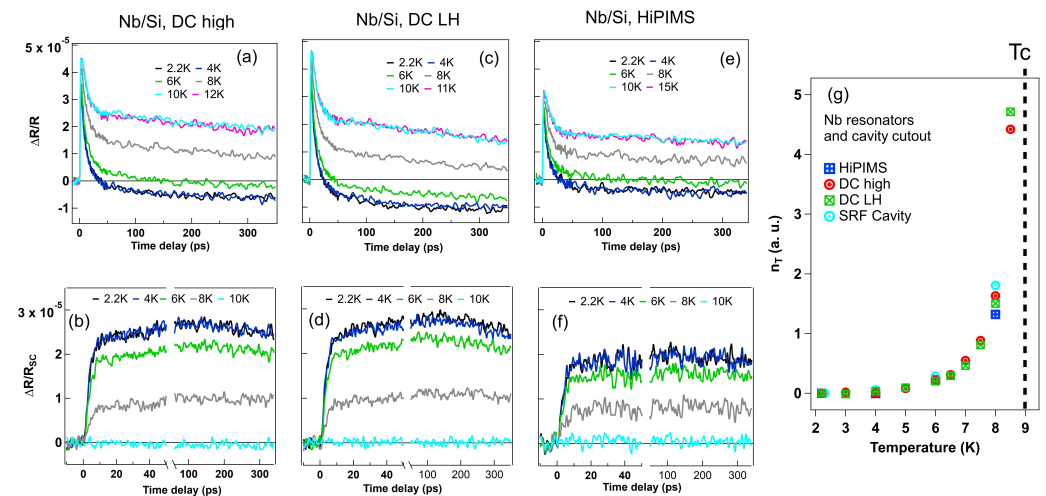 Nb/Si, DC high
Nb/Si, DC LH
Nb/Si, HiPIMS
Tc
5 x 10 -5
4
3
2
1
0
-1
ΔR/R
(a)
2.2K 4K
6K 8K
10K 12K
0 100 200 300
Time delay (ps)
(c)
2.2K 4K
6K 8K
10K 11K
0 100 200 300
Time delay (ps)
(e)
2.2K 4K
6K 8K
10K 15K
0 100 200 300
Time delay (ps)
3 x 10 -5
2
1
0
ΔR/R SC
(b)
2.2K 4K 6K 8K 10K
0 20 40 100 200 300
Time delay (ps)
(d)
2.2K 4K 6K 8K 10K
0 20 40 100 200 300
Time delay (ps)
(f)
2.2K 4K 6K 8K 10K
0 20 40 100 200 300
Time delay (ps)
(g)
Nb resonators
and cavity cutout
HiPIMS
DC high
DC LH
SRF Cavity
5
4
3
2
1
0
n T (a. u.)
2 3 4 5 6 7 8 9
Temperature (K)